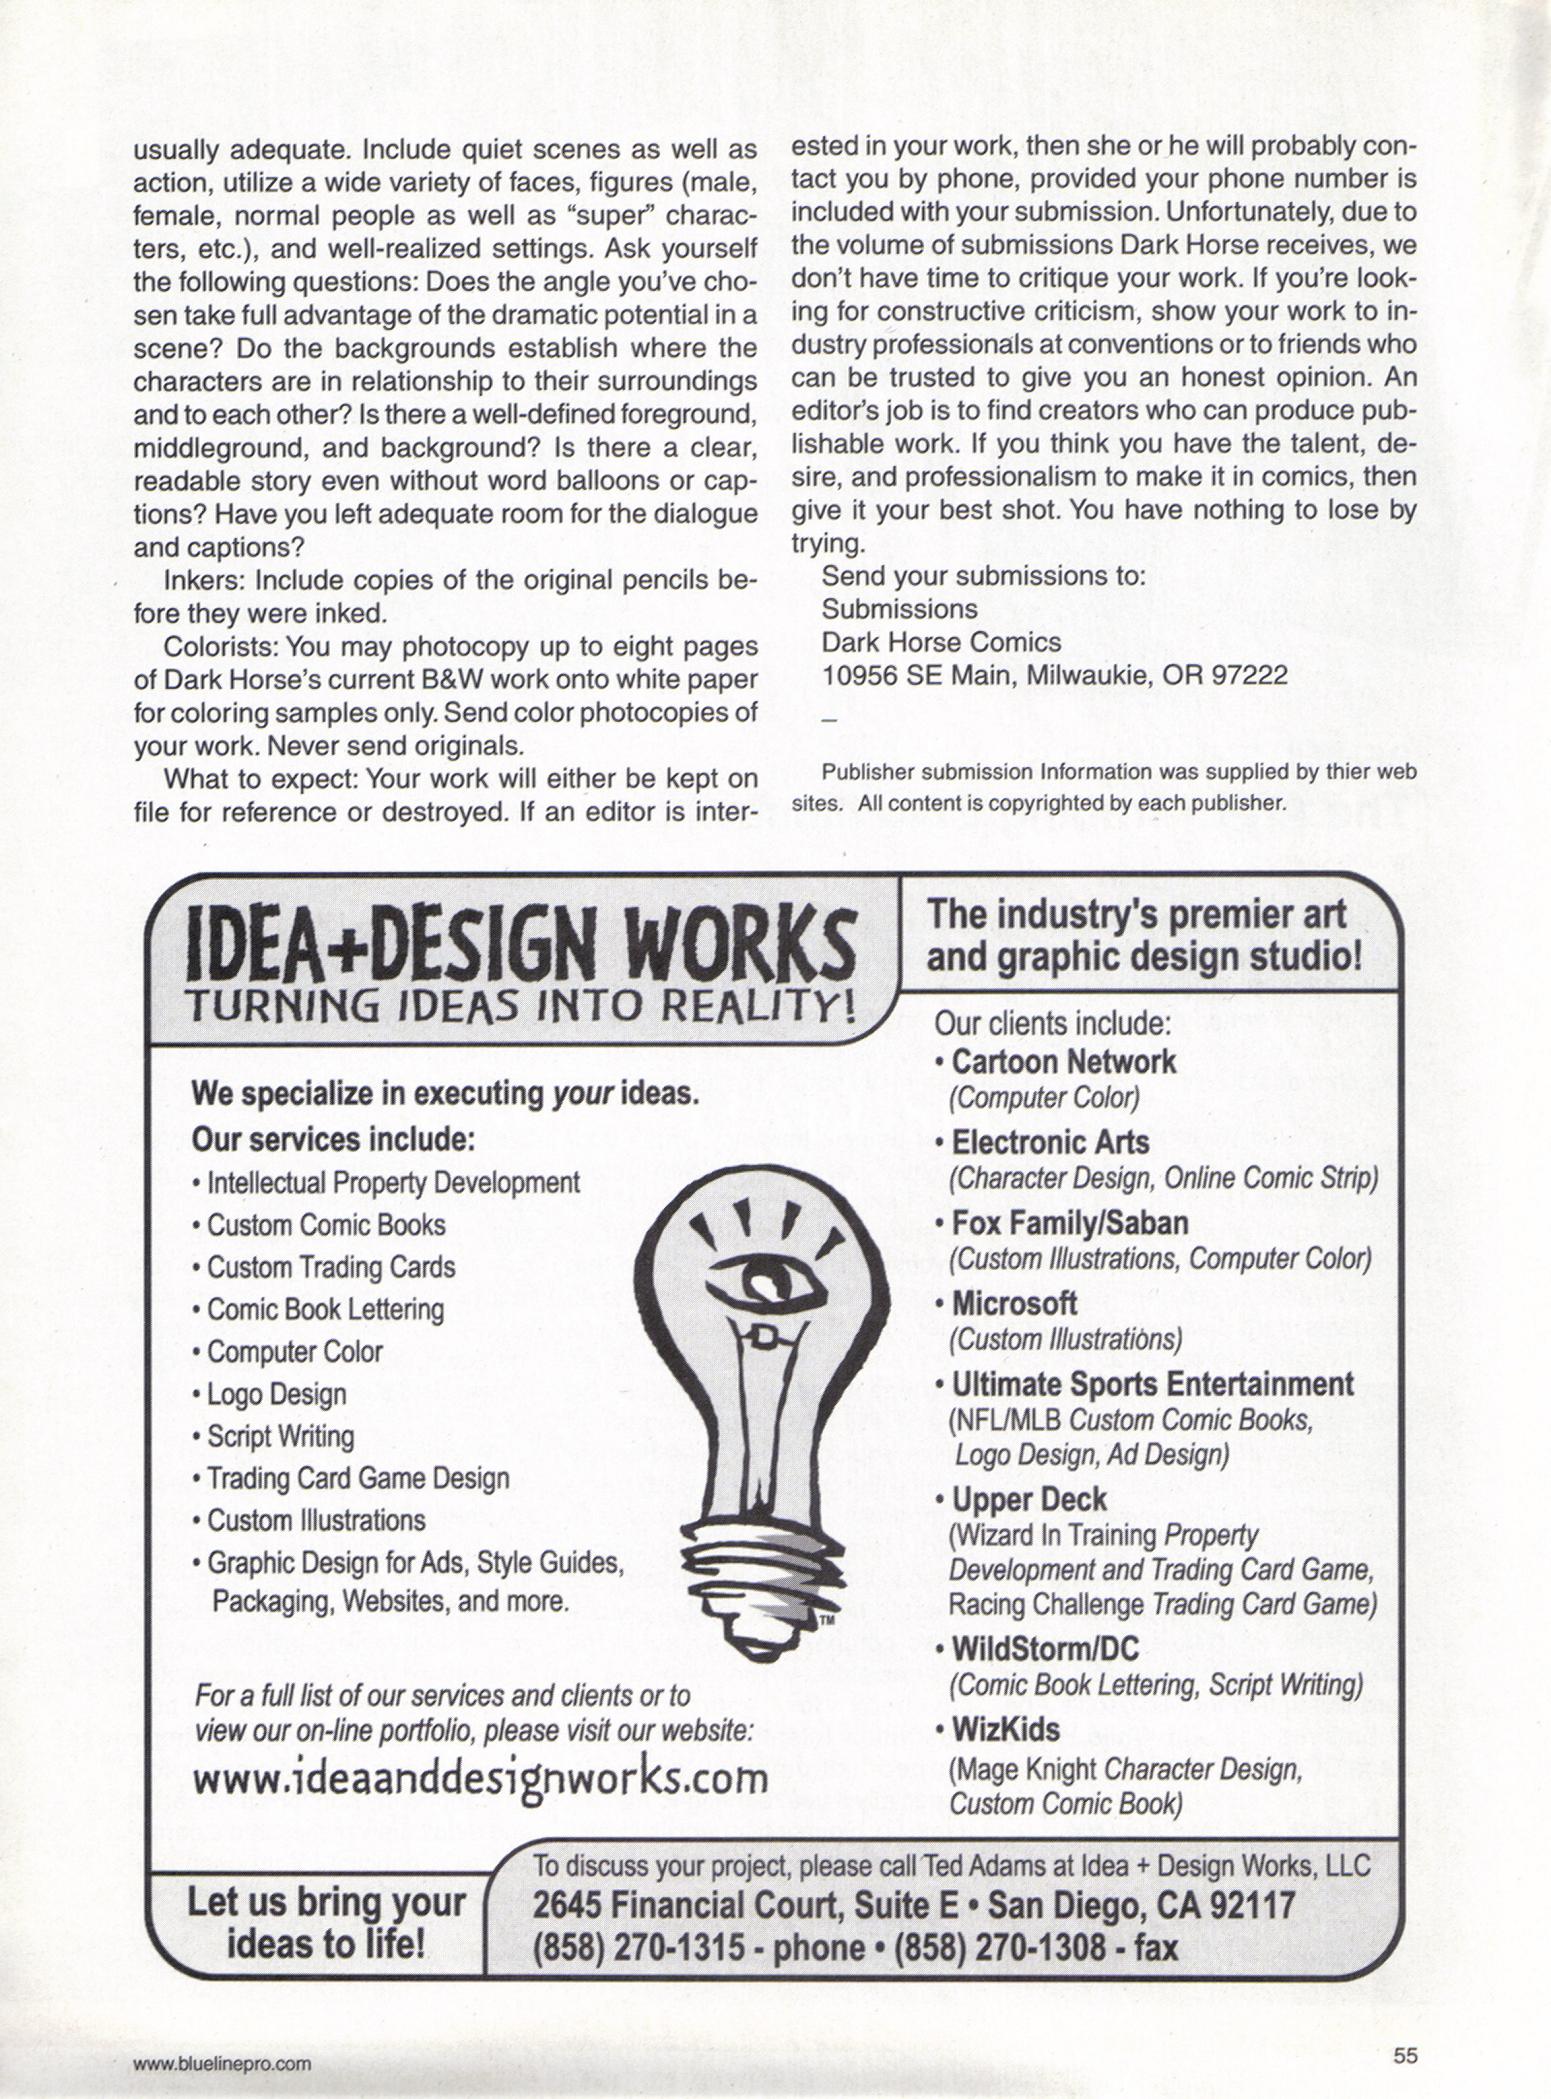 usually adequate. Include quiet scenes as well as
action, utilize a wide variety of faces, figures (male,
female, normal people as well as “super” charac-
ters, etc.), and well-realized settings. Ask yourself
the following questions: Does the angle you've cho-
sen take full advantage of the dramatic potential in a
scene? Do the backgrounds establish where the
characters are in relationship to their surroundings
and to each other? Is there a well-defined foreground,
middleground, and background? Is there a clear,
readable story even without word balloons or cap-
tions? Have you left adequate room for the dialogue
and captions?
Inkers: Include copies of the original pencils be-
fore they were inked.
Colorists: You may photocopy up to eight pages
of Dark Horse's current B&W work onto white paper
for coloring samples only. Send color photocopies of
your work. Never send originals.
What to expect: Your work will either be kept on
file for reference or destroyed. If an editor is inter-
ested in your work, then she or he will probably con-
tact you by phone, provided your phone number is
included with your submission. Unfortunately, due to
the volume of submissions Dark Horse receives, we
don't have time to critique your work. If you're look-
ing for constructive criticism, show your work to in-
dustry professionals at conventions or to friends who
can be trusted to give you an honest opinion. An
editor's job is to find creators who can produce pub-
lishable work. If you think you have the talent, de-
sire, and professionalism to make it in comics, then
give it your best shot. You have nothing to lose by
trying.
Send your submissions to:
Submissions
Dark Horse Comics
10956 SE Main, Milwaukie, OR 97222
–
Publisher submission Information was supplied by thier web
sites. All content is copyrighted by each publisher.
IDEA+DESIGN WORKS
TURNING IDEAS INTO REALITY!
We specialize in executing your ideas.
Our services include:
• Intellectual Property Development
• Custom Comic Books
• Custom Trading Cards
• Comic Book Lettering
• Computer Color
• Logo Design
• Script Writing
• Trading Card Game Design
• Custom Illustrations
• Graphic Design for Ads, Style Guides,
Packaging, Websites, and more.
TM
For a full list of our services and clients or to
view our on-line portfolio, please visit our website:
www.ideaanddesignworks.com
The industry's premier art
and graphic design studio!
Our clients include:
• Cartoon Network
(Computer Color)
• Electronic Arts
(Character Design, Online Comic Strip)
• Fox Family/Saban
(Custom Illustrations, Computer Color)
• Microsoft
(Custom Illustrations)
• Ultimate Sports Entertainment
(NFL/MLB Custom Comic Books,
Logo Design, Ad Design)
• Upper Deck
(Wizard In Training Property
Development and Trading Card Game,
Racing Challenge Trading Card Game)
• WildStorm/DC
(Comic Book Lettering, Script Writing)
• WizKids
(Mage Knight Character Design,
Custom Comic Book)
Let us bring your
ideas to life!
To discuss your project, please call Ted Adams at Idea + Design Works, LLC
2645 Financial Court, Suite E • San Diego, CA 92117
(858) 270-1315 - phone • (858) 270-1308 - fax
www.bluelinepro.com
55